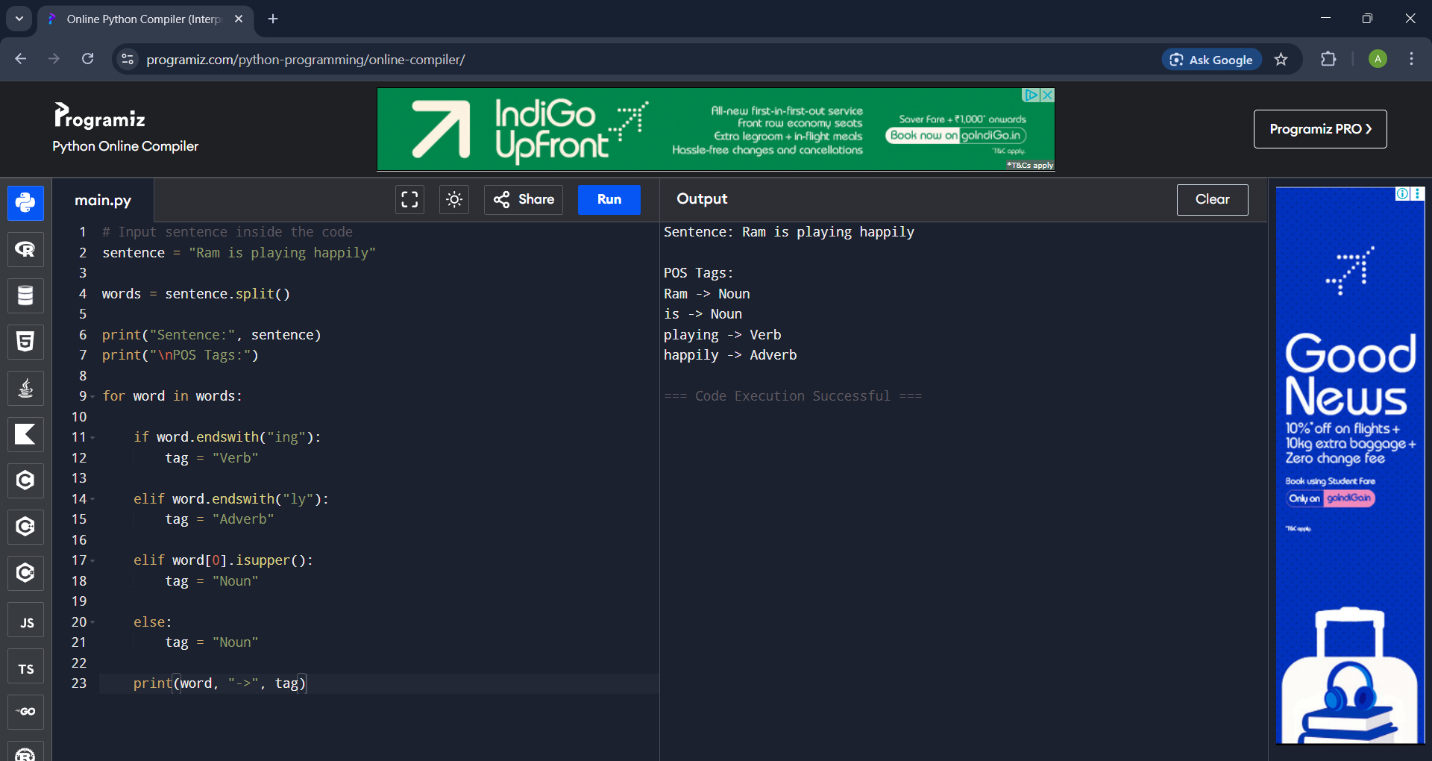 Online Python Compiler (Interp
programiz.com/python-programming/online-compiler/
Ask Google
A
Programiz
Python Online Compiler
IndiGo
UpFront
All-new first-in-first-out service
Front row economy seats
Extra legroom + in-flight meals
Hassle-free changes and cancellations
Saver Fare + ₹1,000* onwards
Book now on goIndiGo.in
*T&C apply.
*T&Cs apply
Programiz PRO >
main.py
Share
Run
Output
Clear
1 # Input sentence inside the code
2 sentence = "Ram is playing happily"
3
4 words = sentence.split()
5
6 print("Sentence:", sentence)
7 print("\nPOS Tags:")
8
9 for word in words:
10
11 if word.endswith("ing"):
12 tag = "Verb"
13
14 elif word.endswith("ly"):
15 tag = "Adverb"
16
17 elif word[0].isupper():
18 tag = "Noun"
19
20 else:
21 tag = "Noun"
22
23 print(word, "->", tag)
Sentence: Ram is playing happily
POS Tags:
Ram -> Noun
is -> Noun
playing -> Verb
happily -> Adverb
=== Code Execution Successful ===
JS
TS
GO
Good
News
10%* off on flights +
10kg extra baggage +
Zero change fee
Book using Student Fare
Only on goIndiGo.in
*T&C apply.